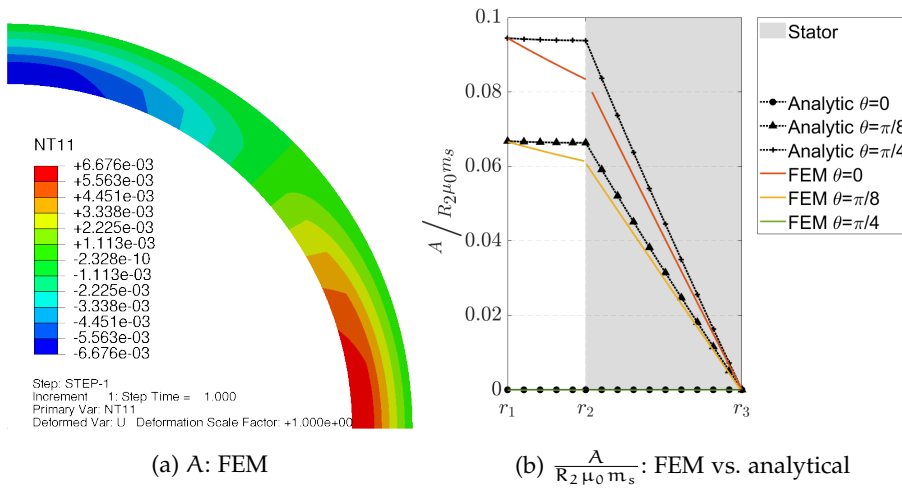 NT11
+6.676e-03
+5.563e-03
+4.451e-03
+3.338e-03
+2.225e-03
+1.113e-03
-2.328e-10
-1.113e-03
-2.225e-03
-3.338e-03
-4.451e-03
-5.563e-03
-6.676e-03
Step: STEP-1
Increment 1: Step Time = 1.000
Primary Var: NT11
Deformed Var: U Deformation Scale Factor: +1.000e+00
(a) A: FEM
A / R₂μ₀mₛ
0.1
0.08
0.06
0.04
0.02
0
r₁
r₂
r₃
Stator
Analytic θ=0
Analytic θ=π/8
Analytic θ=π/4
FEM θ=0
FEM θ=π/8
FEM θ=π/4
(b) A / R₂ μ₀ mₛ: FEM vs. analytical